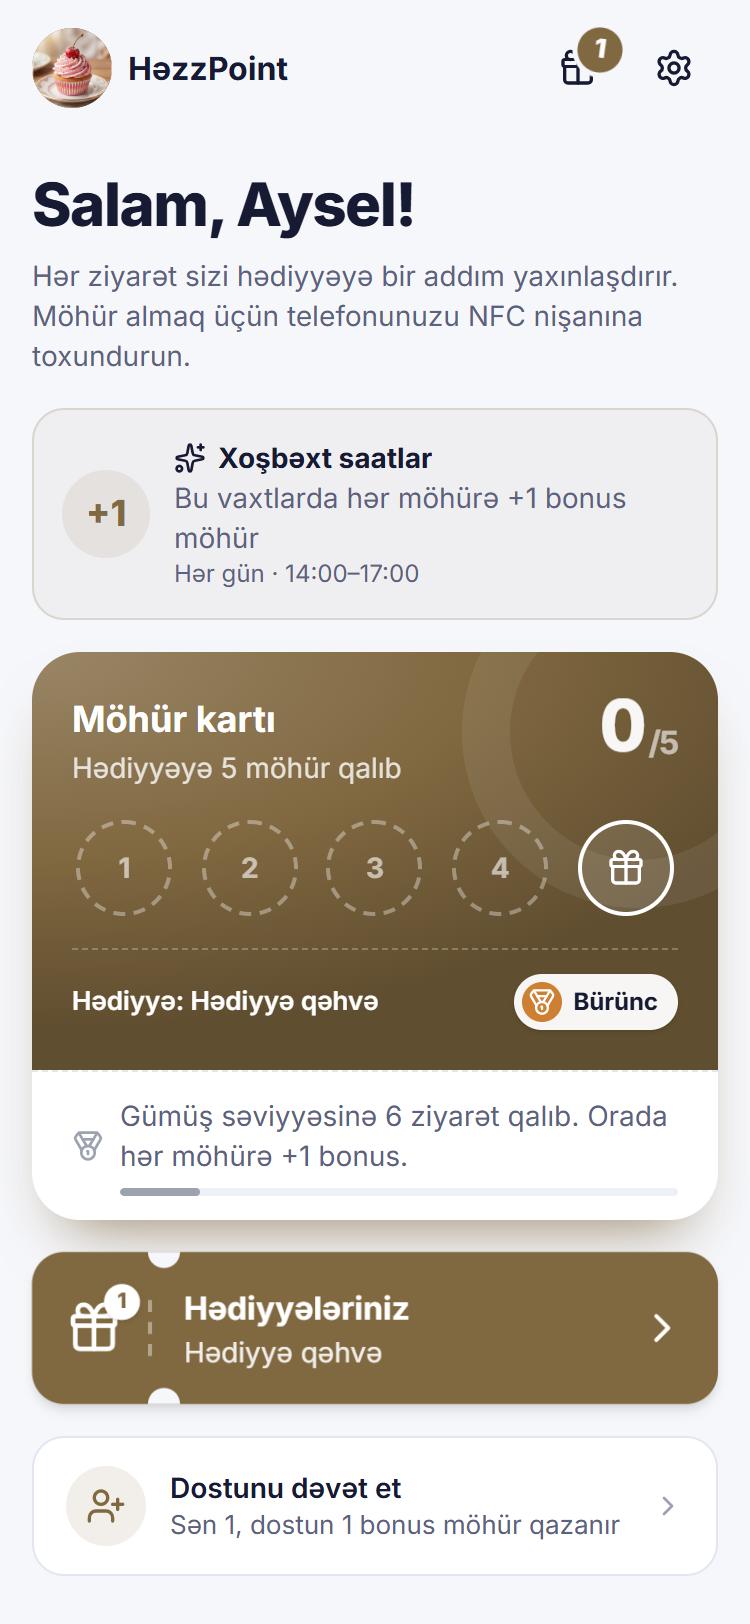 HəzzPoint
1
Salam, Aysel!
Hər ziyarət sizi hədiyyəyə bir addım yaxınlaşdırır.
Möhür almaq üçün telefonunuzu NFC nişanına
toxundurun.
+1
Xoşbəxt saatlar
Bu vaxtlarda hər möhürə +1 bonus
möhür
Hər gün · 14:00–17:00
Möhür kartı
0/5
Hədiyyəyə 5 möhür qalıb
1 2 3 4
Hədiyyə: Hədiyyə qəhvə
Bürünc
Gümüş səviyyəsinə 6 ziyarət qalıb. Orada
hər möhürə +1 bonus.
1
Hədiyyələriniz
Hədiyyə qəhvə
Dostunu dəvət et
Sən 1, dostun 1 bonus möhür qazanır